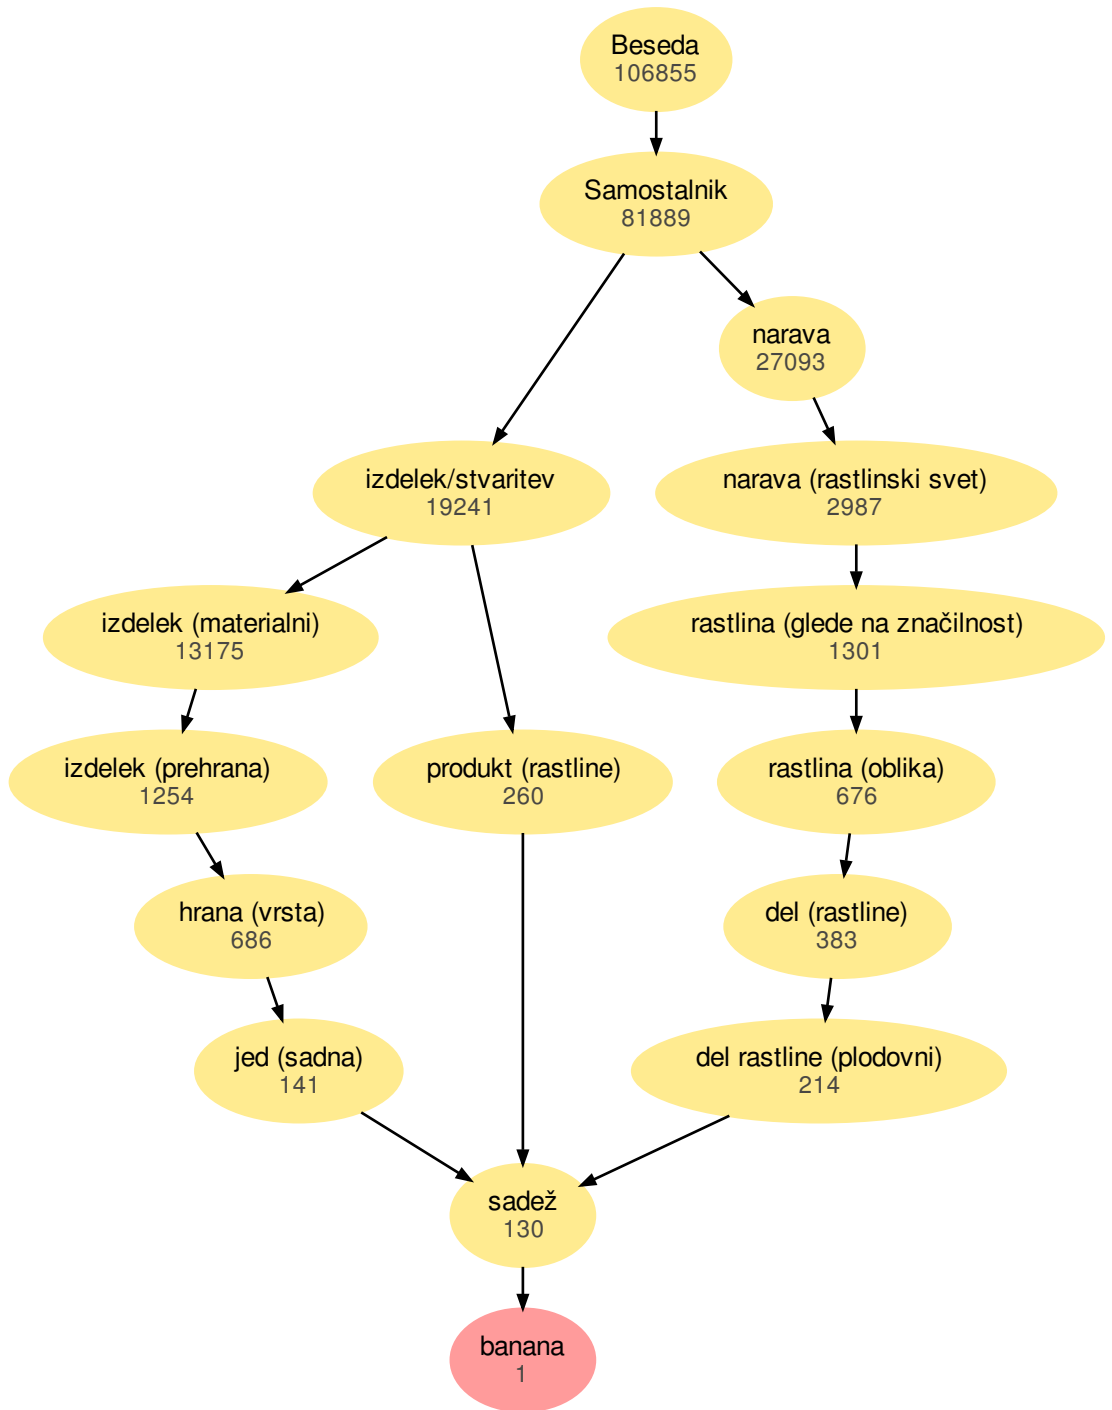 Beseda
106855
Samostalnik
81889
narava
27093
izdelek/stvaritev
19241
narava (rastlinski svet)
2987
izdelek (materialni)
13175
rastlina (glede na značilnost)
1301
izdelek (prehrana)
1254
produkt (rastline)
260
rastlina (oblika)
676
hrana (vrsta)
686
del (rastline)
383
jed (sadna)
141
del rastline (plodovni)
214
sadež
130
banana
1